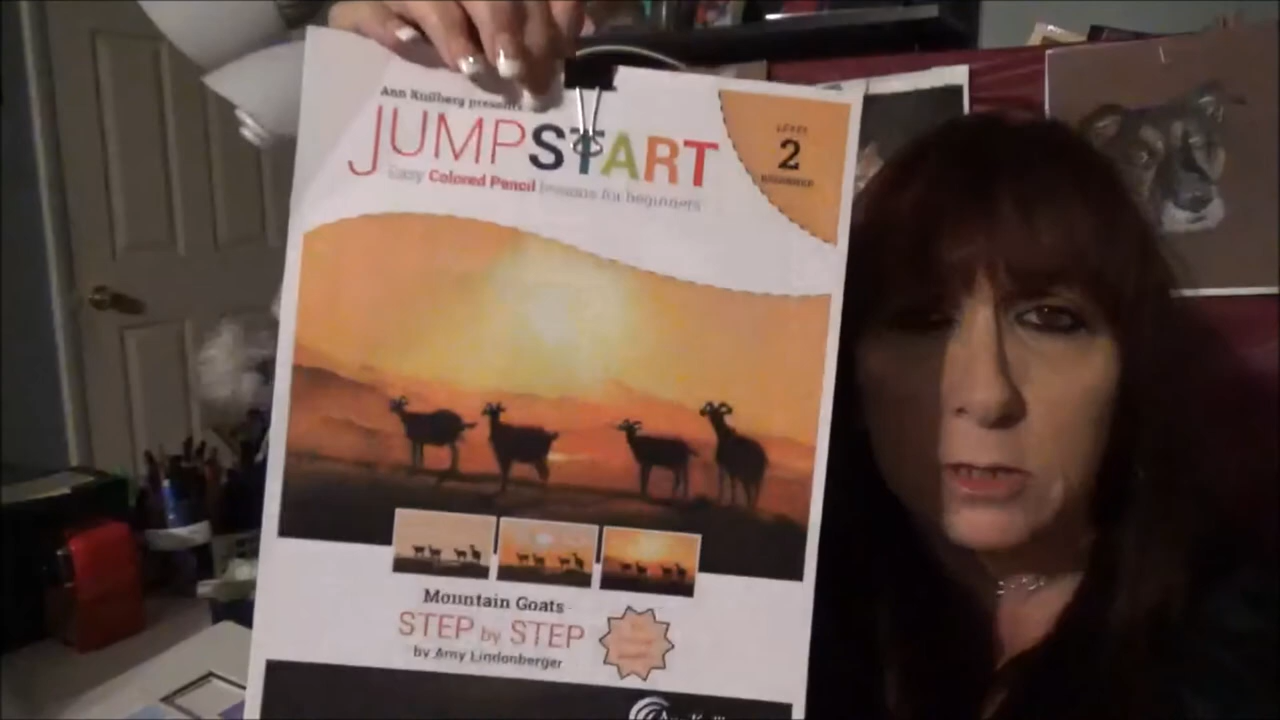 Ann Kullberg presents
JUMPSTART
Easy Colored Pencil lessons for beginners
LEVEL
2
BEGINNER
Mountain Goats
STEP by STEP
by Amy Lindenberger